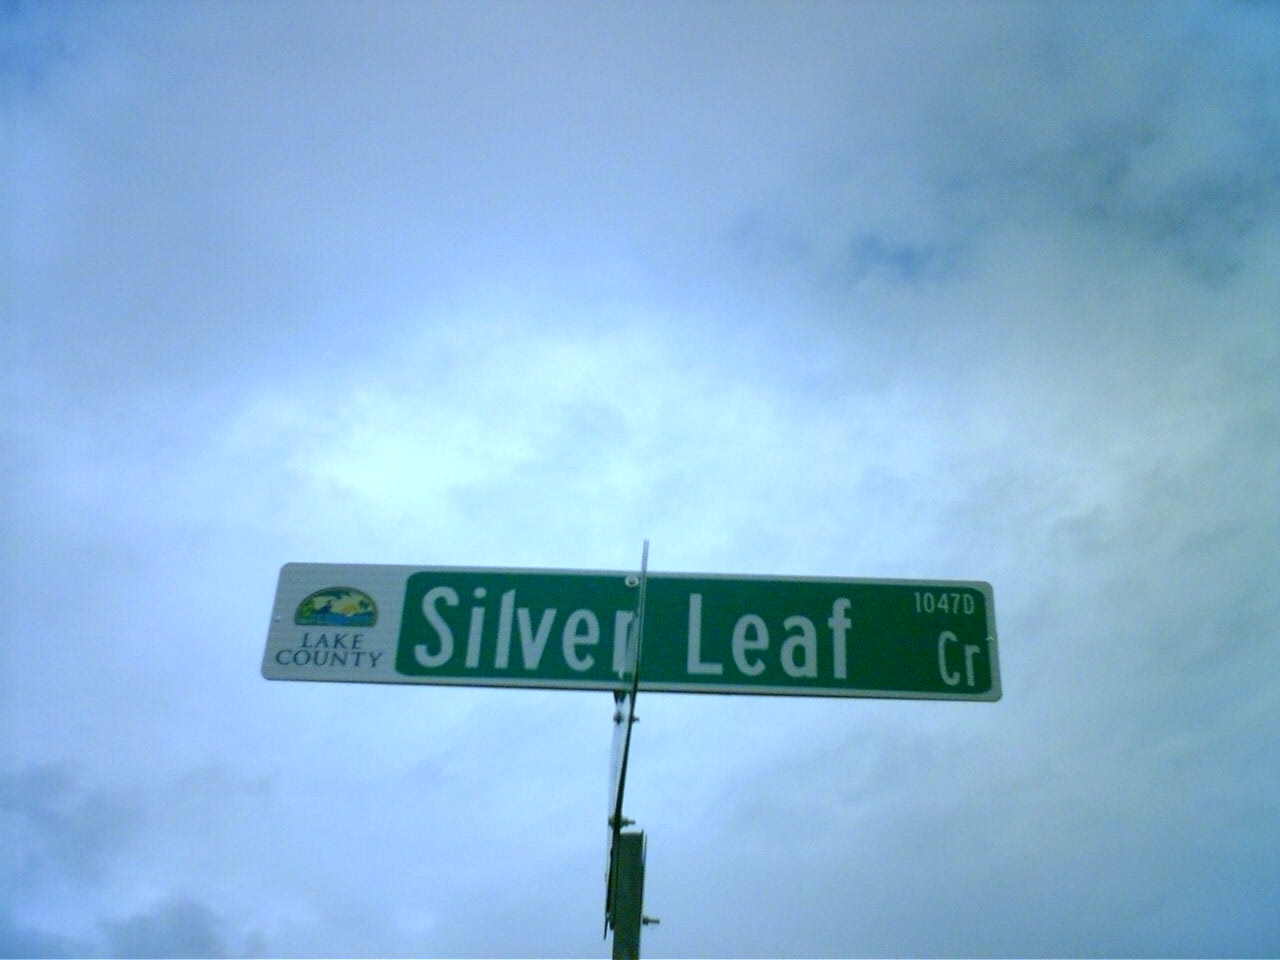 LAKE
COUNTY
Silver Leaf
1047D
Cr